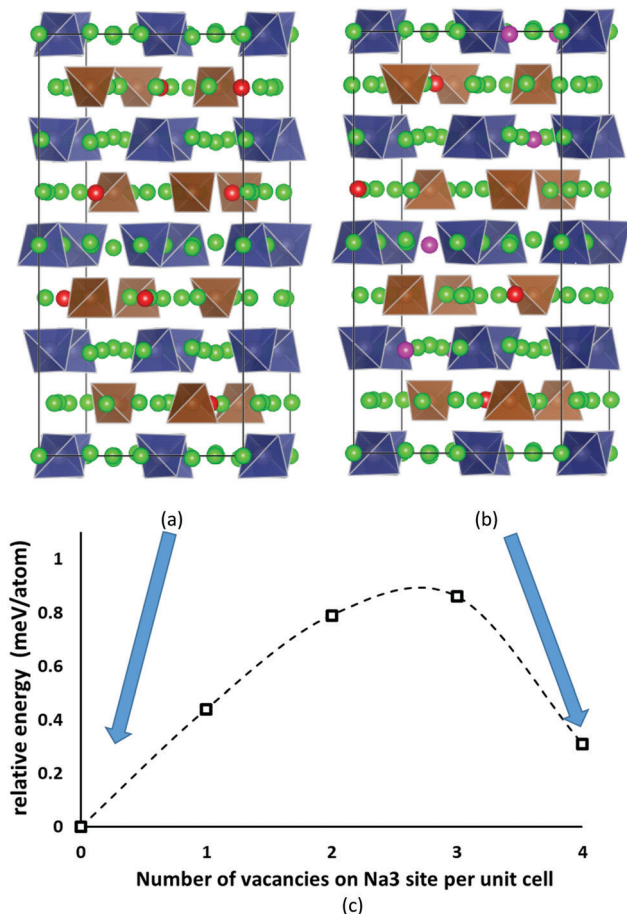 (a)
(b)
1
0.8
0.6
0.4
0.2
0
relative energy (meV/atom)
0 1 2 3 4
Number of vacancies on Na3 site per unit cell
(c)